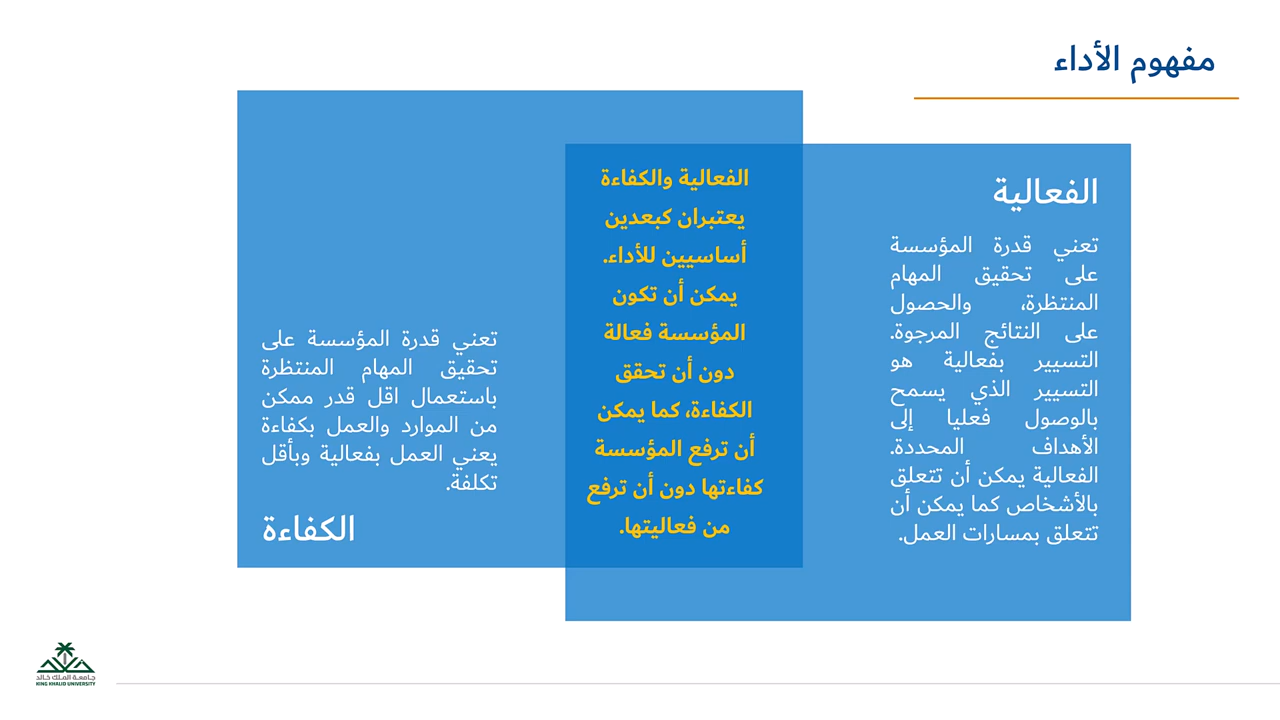 مفهوم الأداء
الفعالية
تعني قدرة المؤسسة
على تحقيق المهام
المنتظرة، والحصول
على النتائج المرجوة.
التسيير بفعالية هو
التسيير الذي يسمح
بالوصول فعليا إلى
الأهداف المحددة.
الفعالية يمكن أن تتعلق
بالأشخاص كما يمكن أن
تتعلق بمسارات العمل.
الفعالية والكفاءة
يعتبران كبعدين
أساسيين للأداء.
يمكن أن تكون
المؤسسة فعالة
دون أن تحقق
الكفاءة، كما يمكن
أن ترفع المؤسسة
كفاءتها دون أن ترفع
من فعاليتها.
تعني قدرة المؤسسة على
تحقيق المهام المنتظرة
باستعمال اقل قدر ممكن
من الموارد والعمل بكفاءة
يعني العمل بفعالية وبأقل
تكلفة.
الكفاءة
جامعة الملك خالد
KING KHALID UNIVERSITY